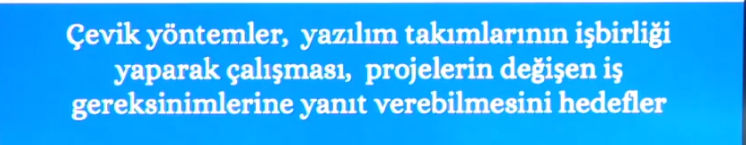 Çevik yöntemler, yazılım takımlarının işbirliği
yaparak çalışması, projelerin değişen iş
gereksinimlerine yanıt verebilmesini hedefler